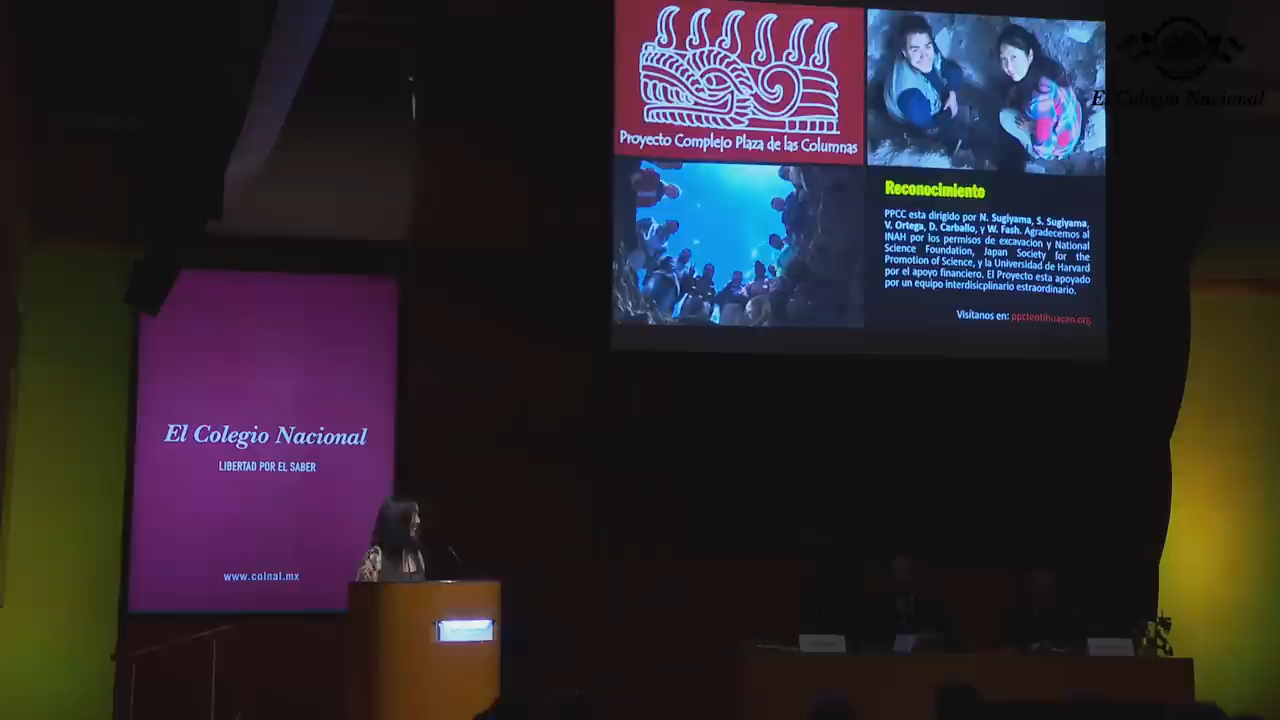 Proyecto Complejo Plaza de las Columnas
El Colegio Nacional
Reconocimiento
PPCC esta dirigido por N. Sugiyama, S. Sugiyama,
V. Ortega, D. Carballo, y W. Fash. Agradecemos al
INAH por los permisos de excavacion y National
Science Foundation, Japan Society for the
Promotion of Science, y la Universidad de Harvard
por el apoyo financiero. El Proyecto esta apoyado
por un equipo interdisicplinario estraordinario.
Visítanos en: ppcteotihuacan.org
El Colegio Nacional
LIBERTAD POR EL SABER
www.colnal.mx